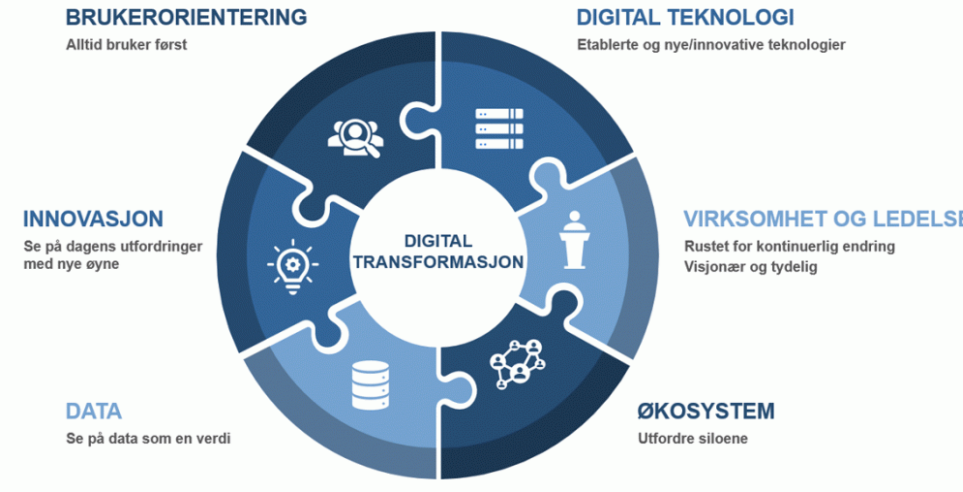 BRUKERORIENTERING
Alltid bruker først
DIGITAL TEKNOLOGI
Etablerte og nye/innovative teknologier
INNOVASJON
Se på dagens utfordringer
med nye øyne
DIGITAL
TRANSFORMASJON
VIRKSOMHET OG LEDELSE
Rustet for kontinuerlig endring
Visjonær og tydelig
DATA
Se på data som en verdi
ØKOSYSTEM
Utfordre siloene